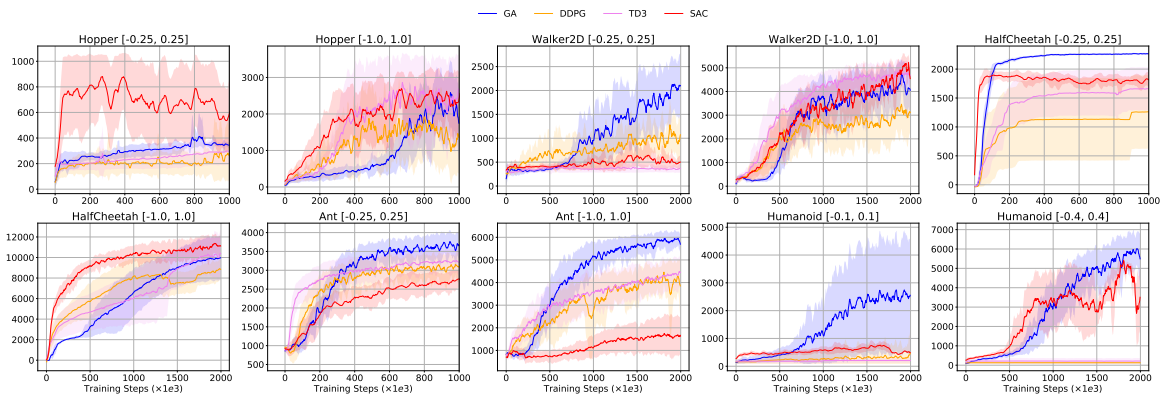 GA DDPG TD3 SAC
Hopper [-0.25, 0.25] Hopper [-1.0, 1.0] Walker2D [-0.25, 0.25] Walker2D [-1.0, 1.0] HalfCheetah [-0.25, 0.25]
1000 3000 2500 5000 2000
800 2000 4000 1500
600 2000 1500 3000 1000
400 1000 1000 2000 500
200 500 1000
0 0 0 0 0
0 200 400 600 800 1000 0 200 400 600 800 1000 0 500 1000 1500 2000 0 500 1000 1500 2000 0 200 400 600 800 1000
HalfCheetah [-1.0, 1.0] Ant [-0.25, 0.25] Ant [-1.0, 1.0] Humanoid [-0.1, 0.1] Humanoid [-0.4, 0.4]
12000 4000 6000 5000 7000
10000 3500 5000 4000 6000
8000 3000 4000 3000 5000
6000 2500 3000 2000 4000
4000 2000 2000 1000 3000
2000 1500 1000 0 2000
0 1000 0 1000
500 0
0 500 1000 1500 2000 0 200 400 600 800 1000 0 500 1000 1500 2000 0 500 1000 1500 2000 0 500 1000 1500 2000
Training Steps (×1e3) Training Steps (×1e3) Training Steps (×1e3) Training Steps (×1e3) Training Steps (×1e3)